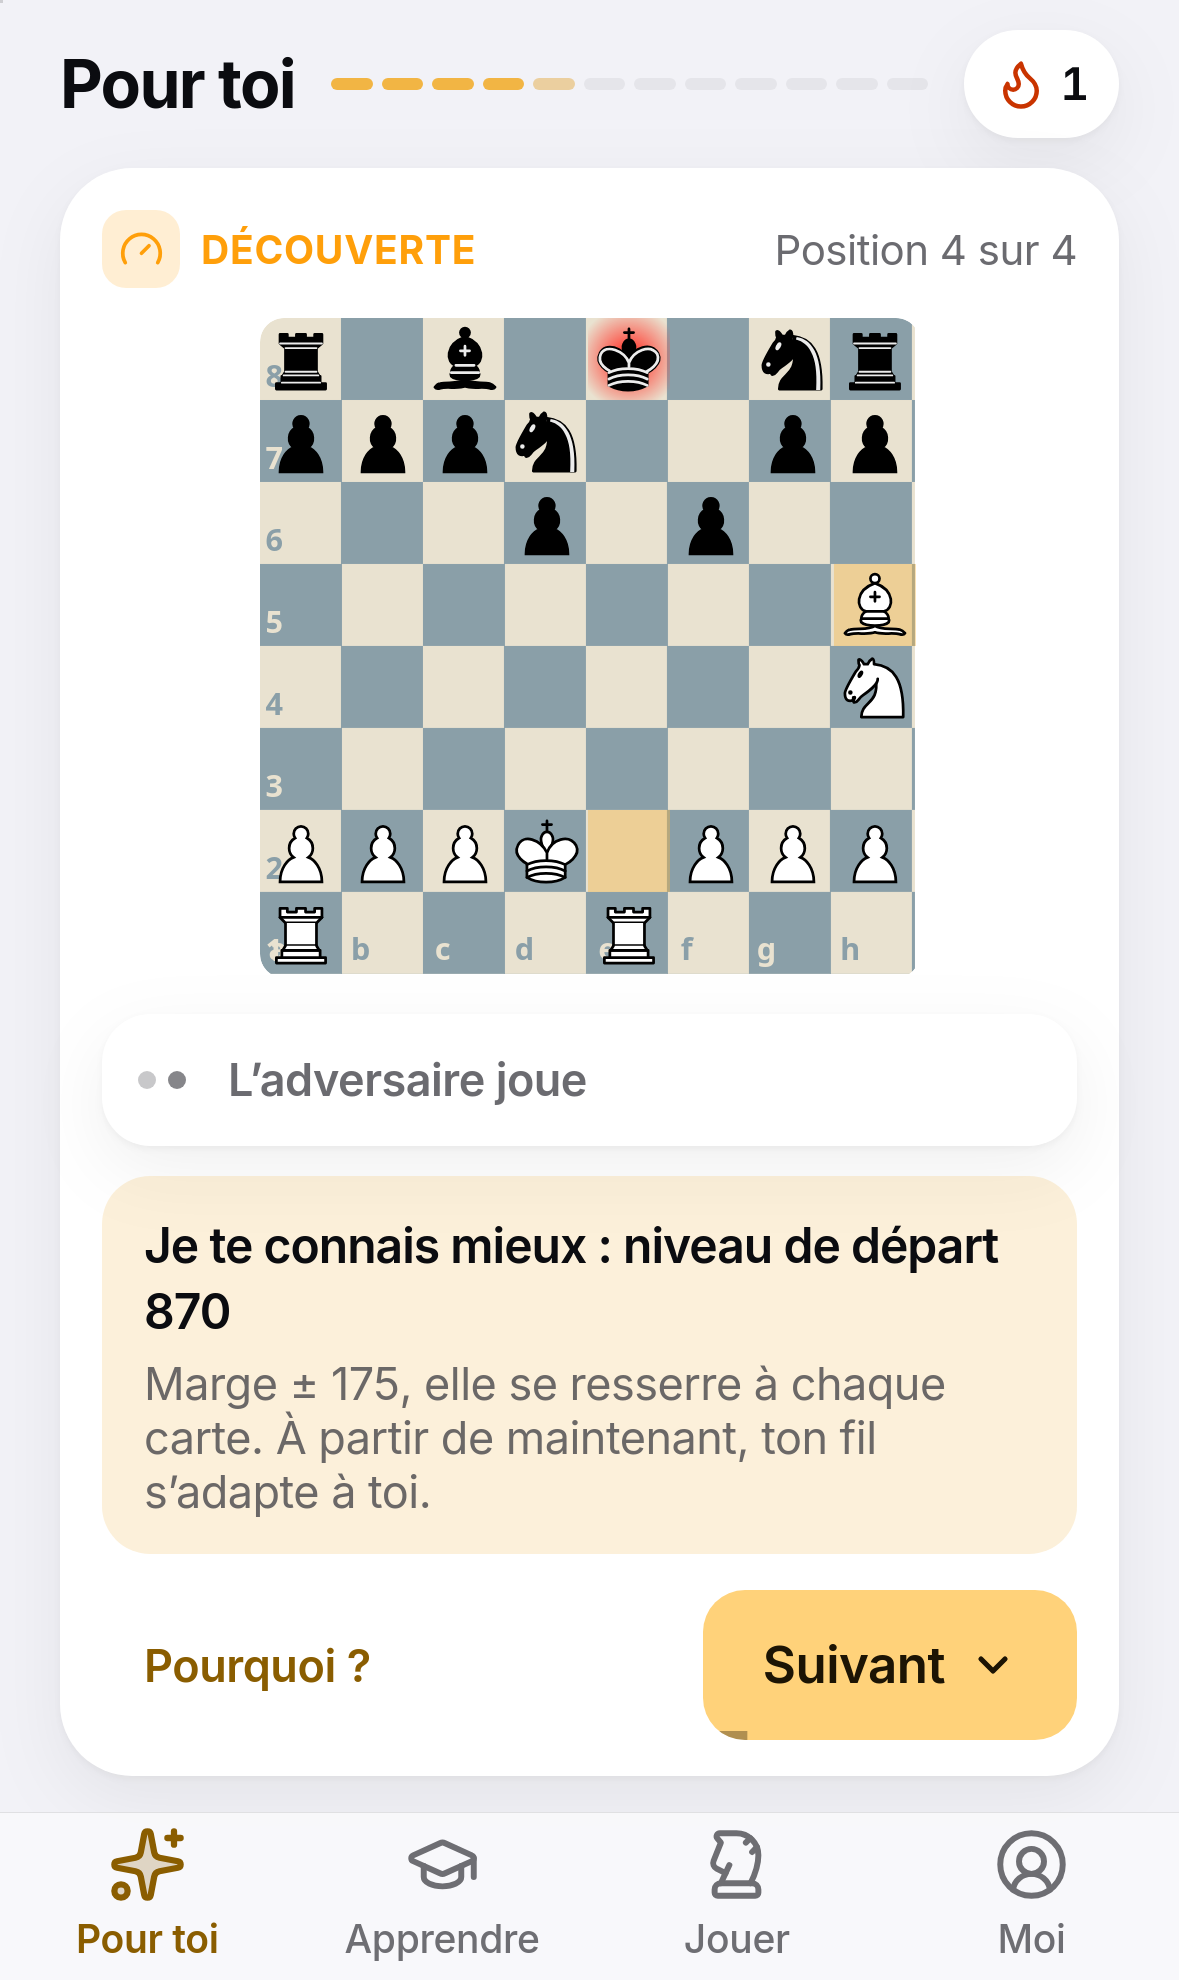 Pour toi
1
DÉCOUVERTE
Position 4 sur 4
8
7
6
5
4
3
2
b c d f g h
L’adversaire joue
Je te connais mieux : niveau de départ
870
Marge ± 175, elle se resserre à chaque
carte. À partir de maintenant, ton fil
s’adapte à toi.
Pourquoi ?
Suivant
Pour toi
Apprendre
Jouer
Moi